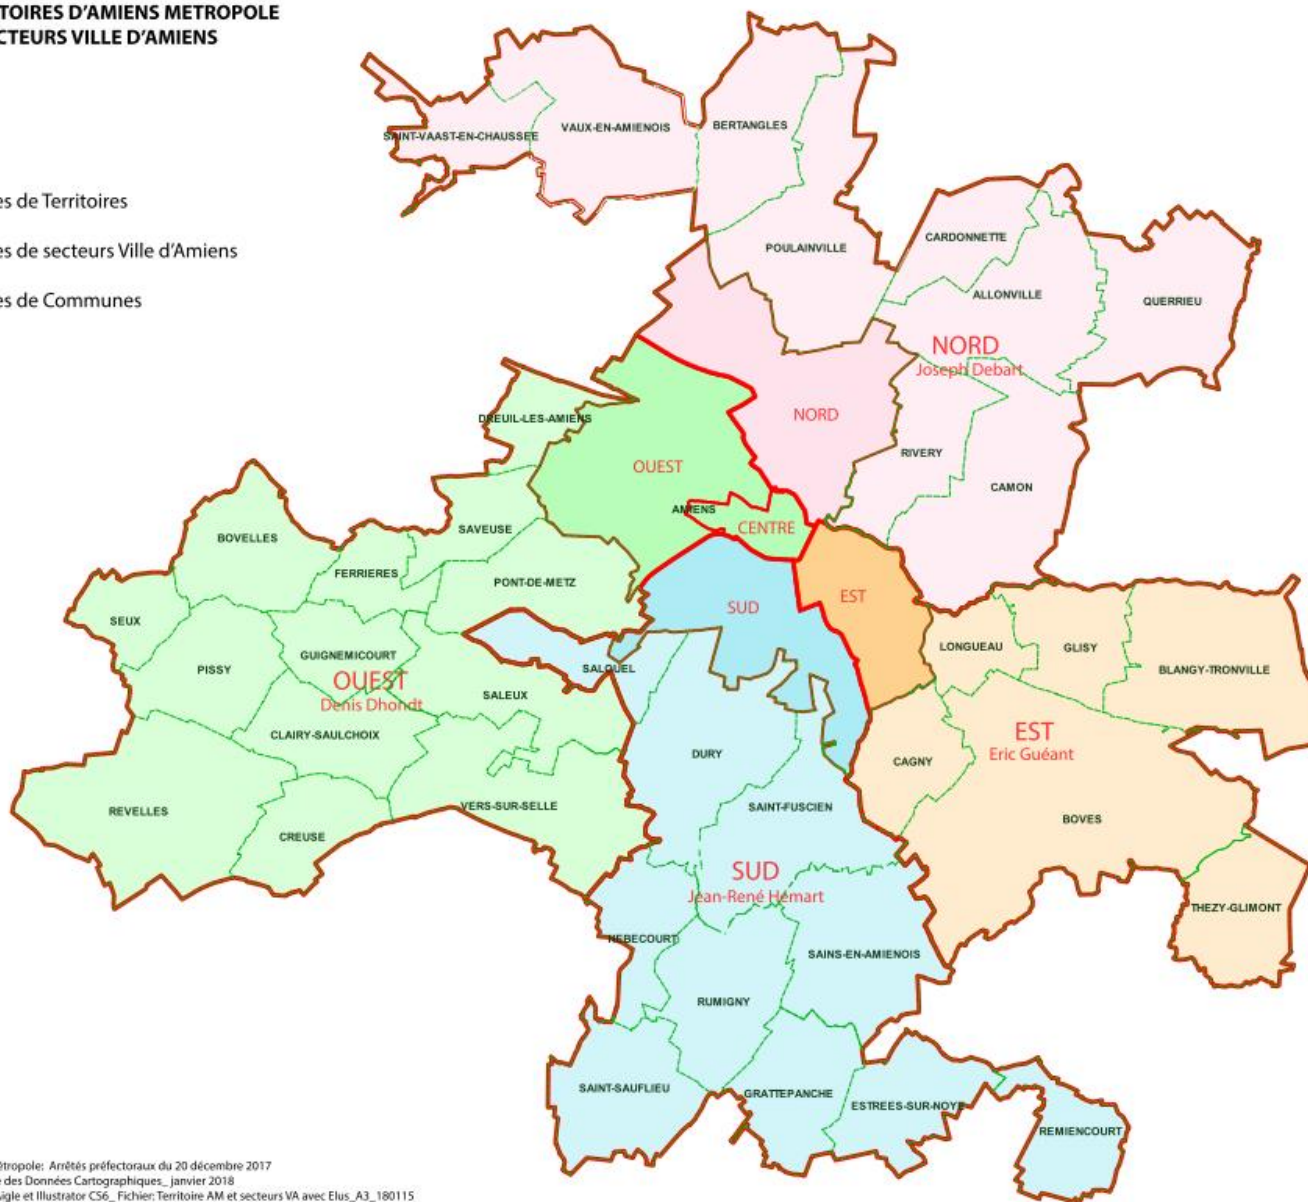 TOIRES D'AMIENS METROPOLE
CTEURS VILLE D'AMIENS
es de Territoires
es de secteurs Ville d'Amiens
es de Communes
SAINT-VAAST-EN-CHAUSSEE
VAUX-EN-AMIENOIS
BERTANGLES
POULAINVILLE
CARDONNETTE
ALLONVILLE
QUERRIEU
NORD
Joseph Debart
NORD
DREUIL-LES-AMIENS
OUEST
RIVERY
CAMON
AMIENS
CENTRE
BOVELLES
SAVEUSE
FERRIERES
PONT-DE-METZ
SUD
EST
SEUX
PISSY
GUIGNEMICOURT
OUEST
Denis Dhondt
SALEUX
SALOUEL
LONGUEAU
GLISY
BLANGY-TRONVILLE
CLAIRY-SAULCHOIX
DURY
CAGNY
EST
Eric Guéant
REVELLES
CREUSE
VERS-SUR-SELLE
SAINT-FUSCIEN
BOVES
SUD
Jean-René Hémart
THEZY-GLIMONT
HEBECOURT
SAINS-EN-AMIENOIS
RUMIGNY
SAINT-SAUFLIEU
GRATTEPANCHE
ESTREES-SUR-NOYE
REMIENCOURT
étropole: Arrêtés préfectoraux du 20 décembre 2017
e des Données Cartographiques_ janvier 2018
Aigle et Illustrator CS6_ Fichier: Territoire AM et secteurs VA avec Elus_A3_180115